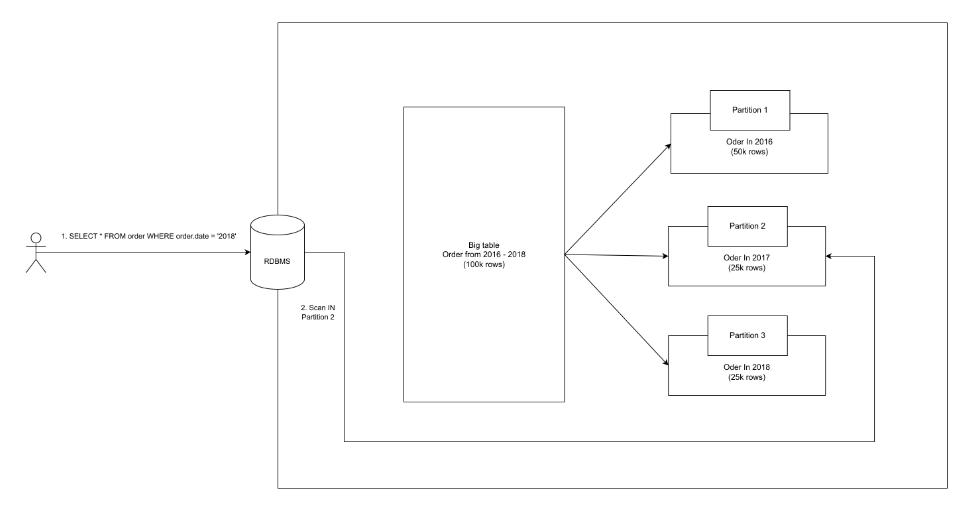 1. SELECT * FROM order WHERE order.date = '2018'
RDBMS
2. Scan IN
Partition 2
Big table
Order from 2016 - 2018
(100k rows)
Partition 1
Oder In 2016
(50k rows)
Partition 2
Oder In 2017
(25k rows)
Partition 3
Oder In 2018
(25k rows)